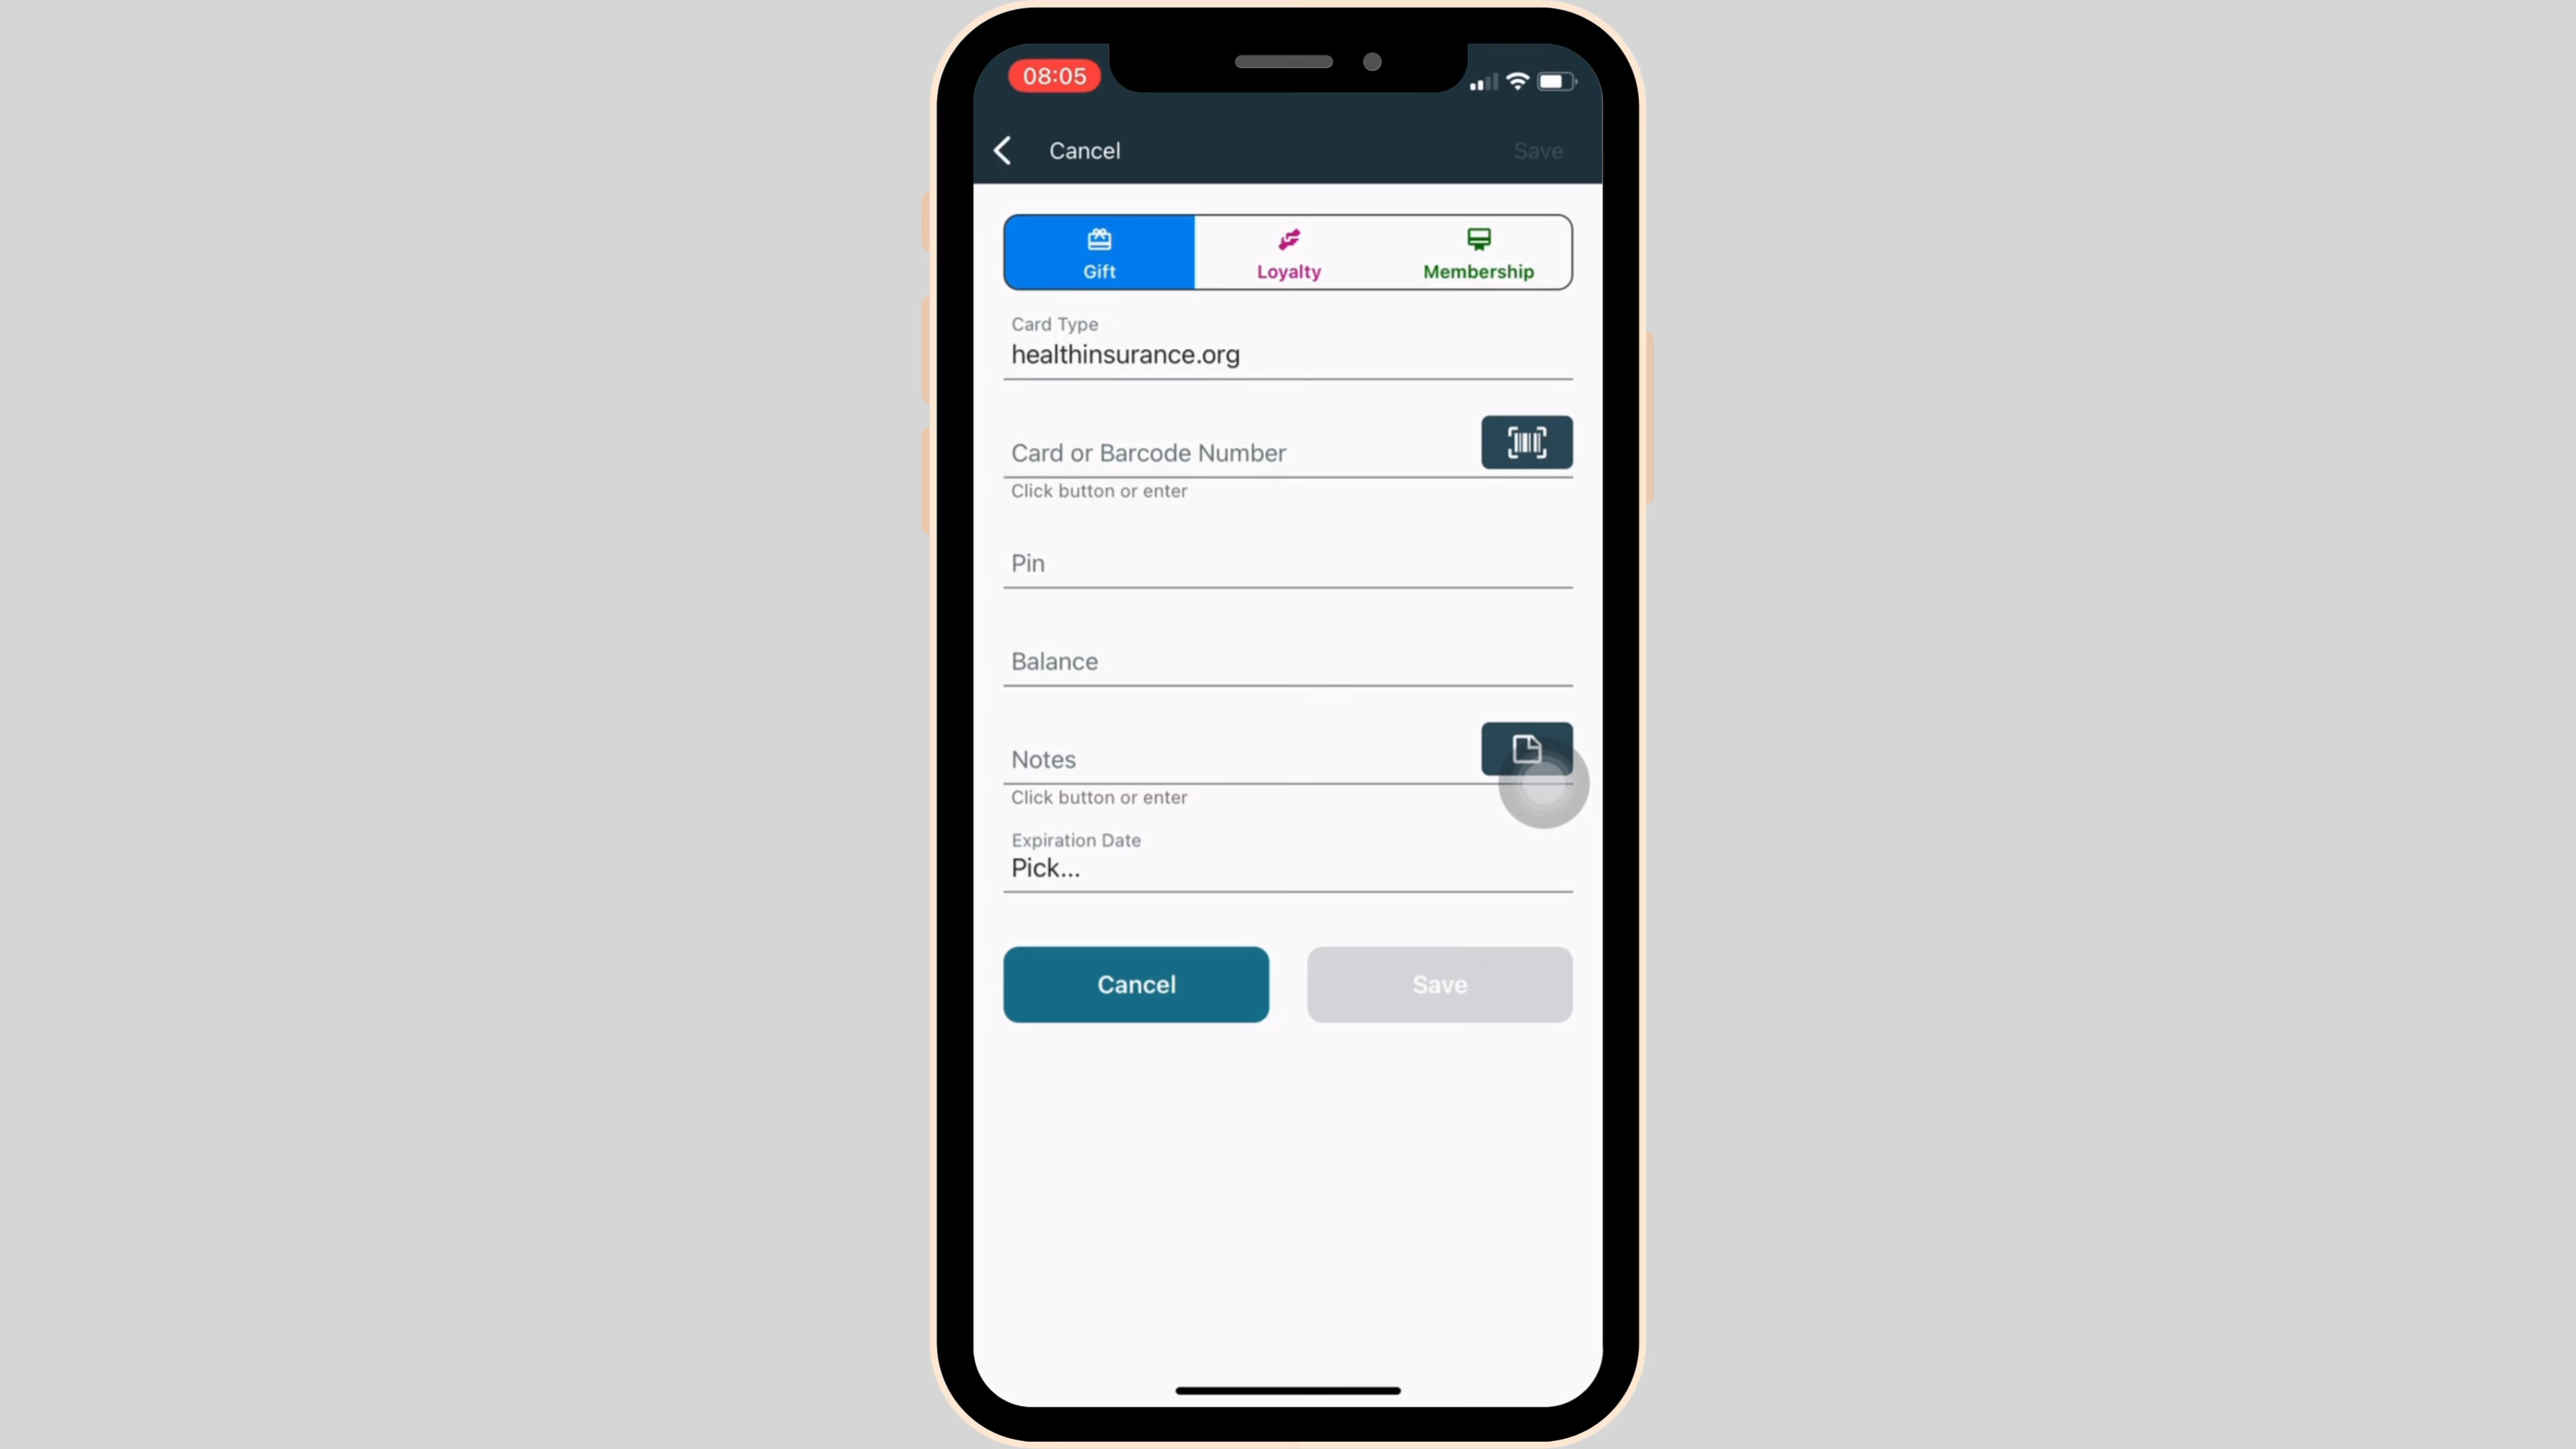 08:05
Cancel
Save
Gift
Loyalty
Membership
Card Type
healthinsurance.org
Card or Barcode Number
Click button or enter
Pin
Balance
Notes
Click button or enter
Expiration Date
Pick...
Cancel
Save